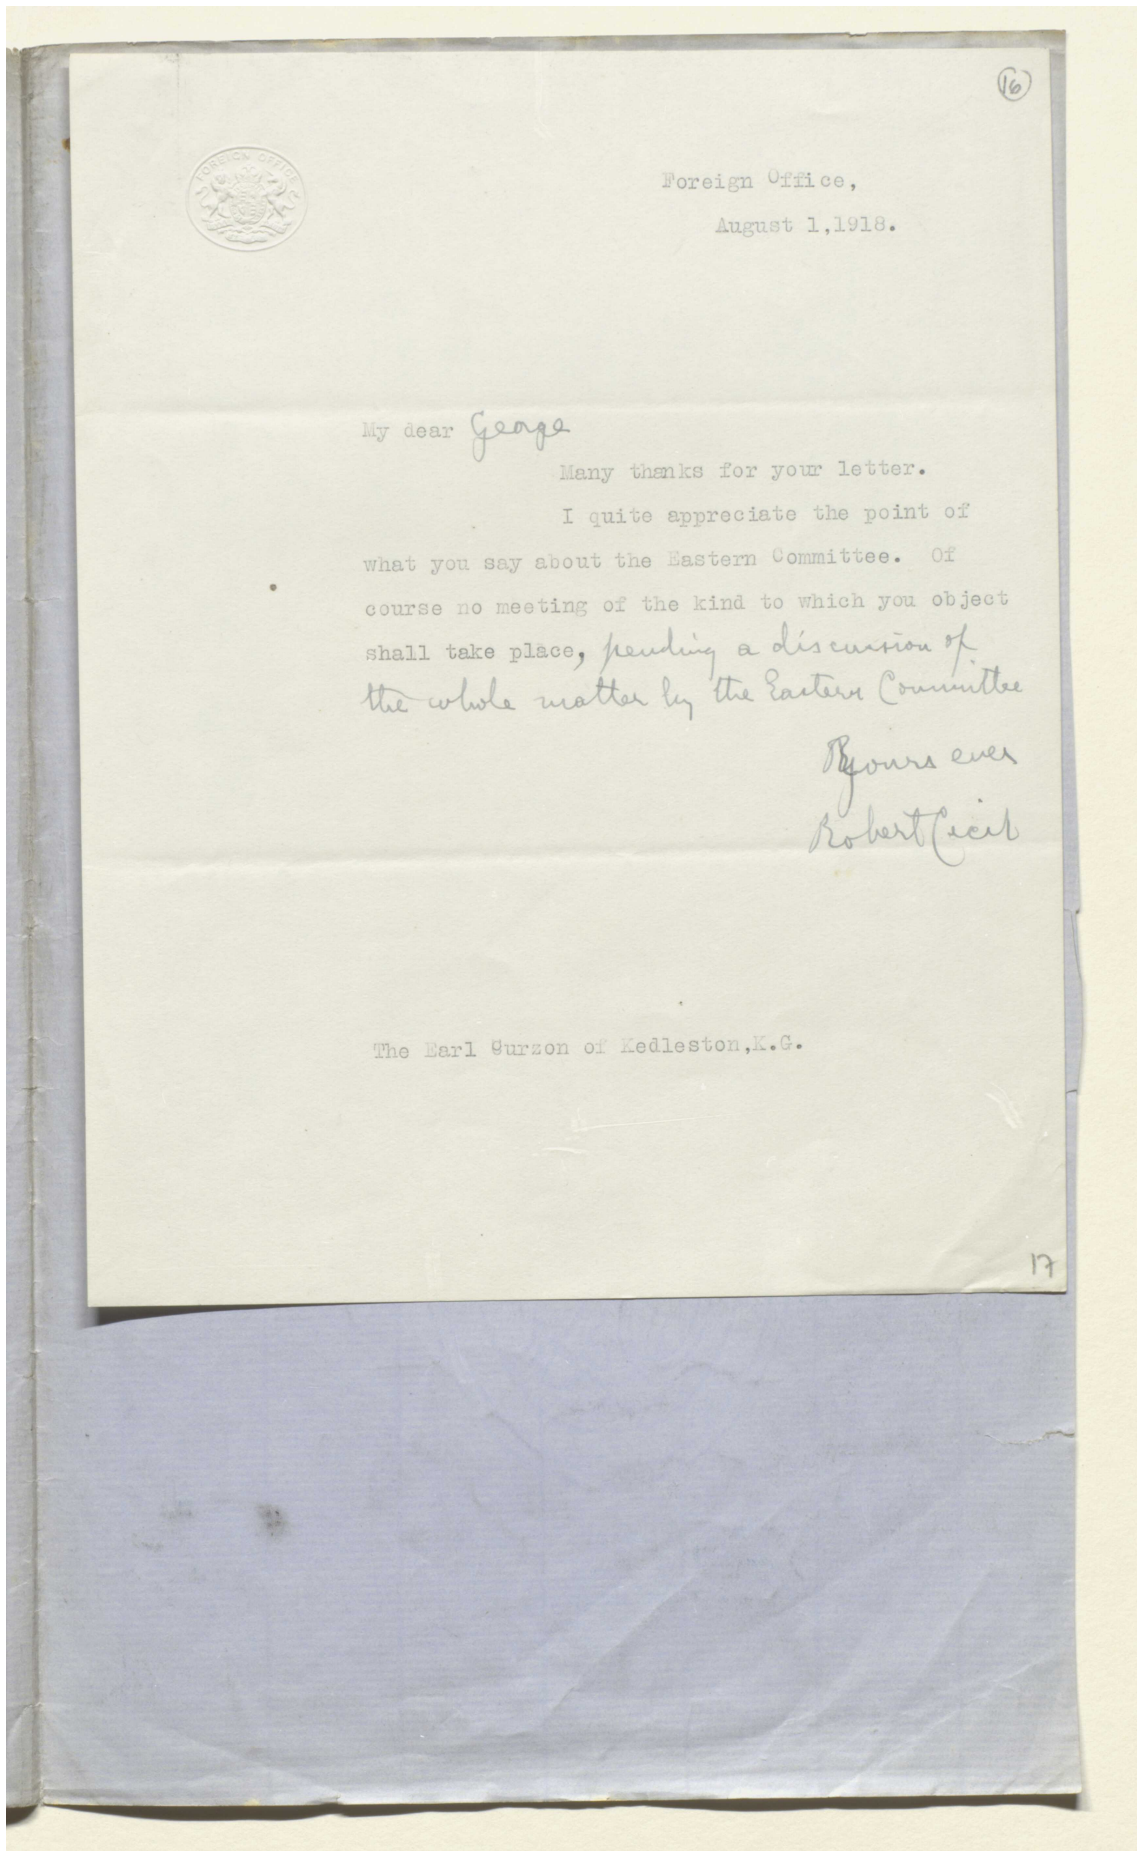 16
FOREIGN OFFICE
Foreign Office,
August 1,1918.
My dear George
Many thanks for your letter.
I quite appreciate the point of
what you say about the Eastern Committee. Of
course no meeting of the kind to which you object
shall take place, pending a discussion of
the whole matter by the Eastern Committee
yours ever
Robert Cecil
The Earl Curzon of Kedleston,K.G.
17